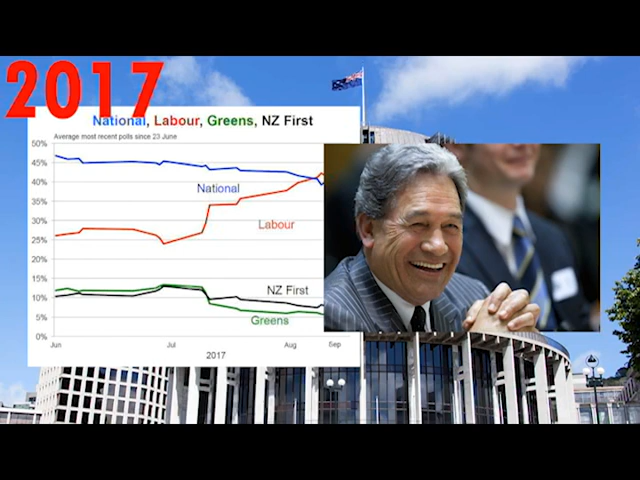 2017
National, Labour, Greens, NZ First
Average most recent polls since 23 June
50%
45%
40%
35%
30%
25%
20%
15%
10%
5%
0%
National
Labour
NZ First
Greens
Jun
Jul
Aug
Sep
2017